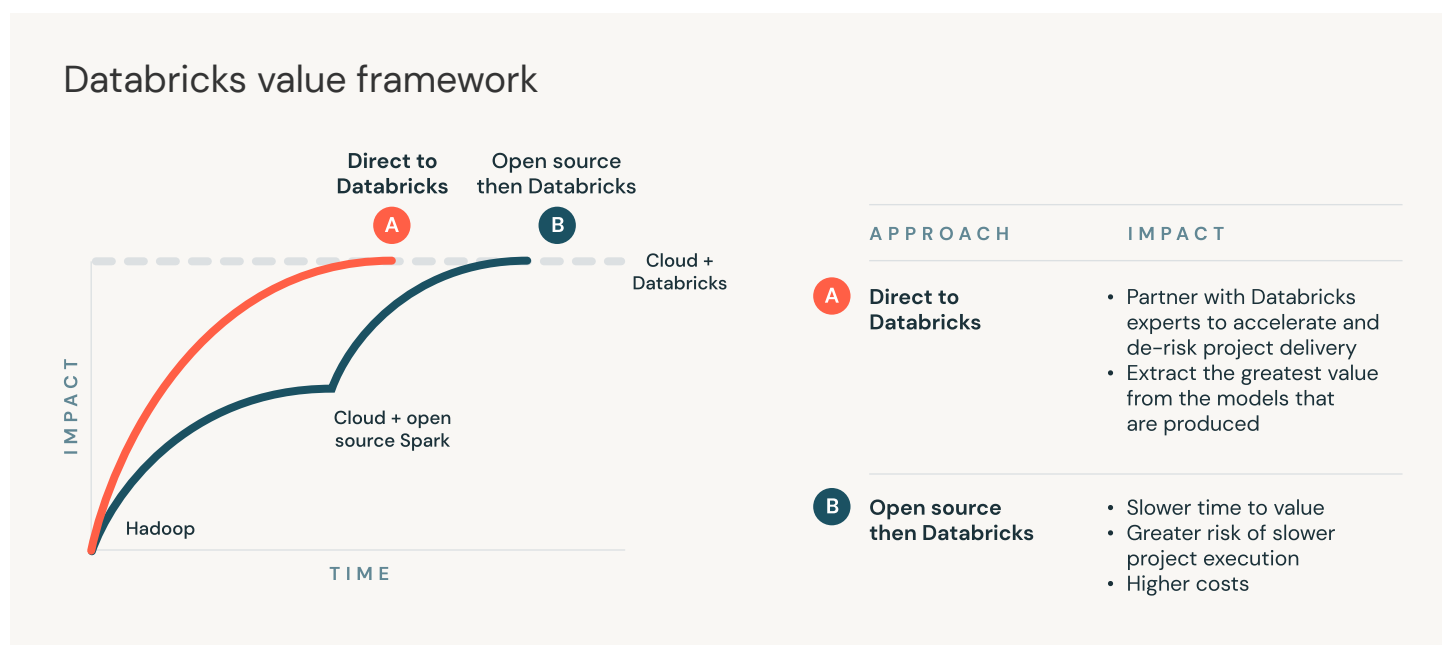 Databricks value framework
Direct to
Databricks
A
Open source
then Databricks
B
Cloud +
Databricks
IMPACT
Cloud + open
source Spark
Hadoop
TIME
APPROACH
IMPACT
A
Direct to
Databricks
• Partner with Databricks
experts to accelerate and
de-risk project delivery
• Extract the greatest value
from the models that
are produced
B
Open source
then Databricks
• Slower time to value
• Greater risk of slower
project execution
• Higher costs